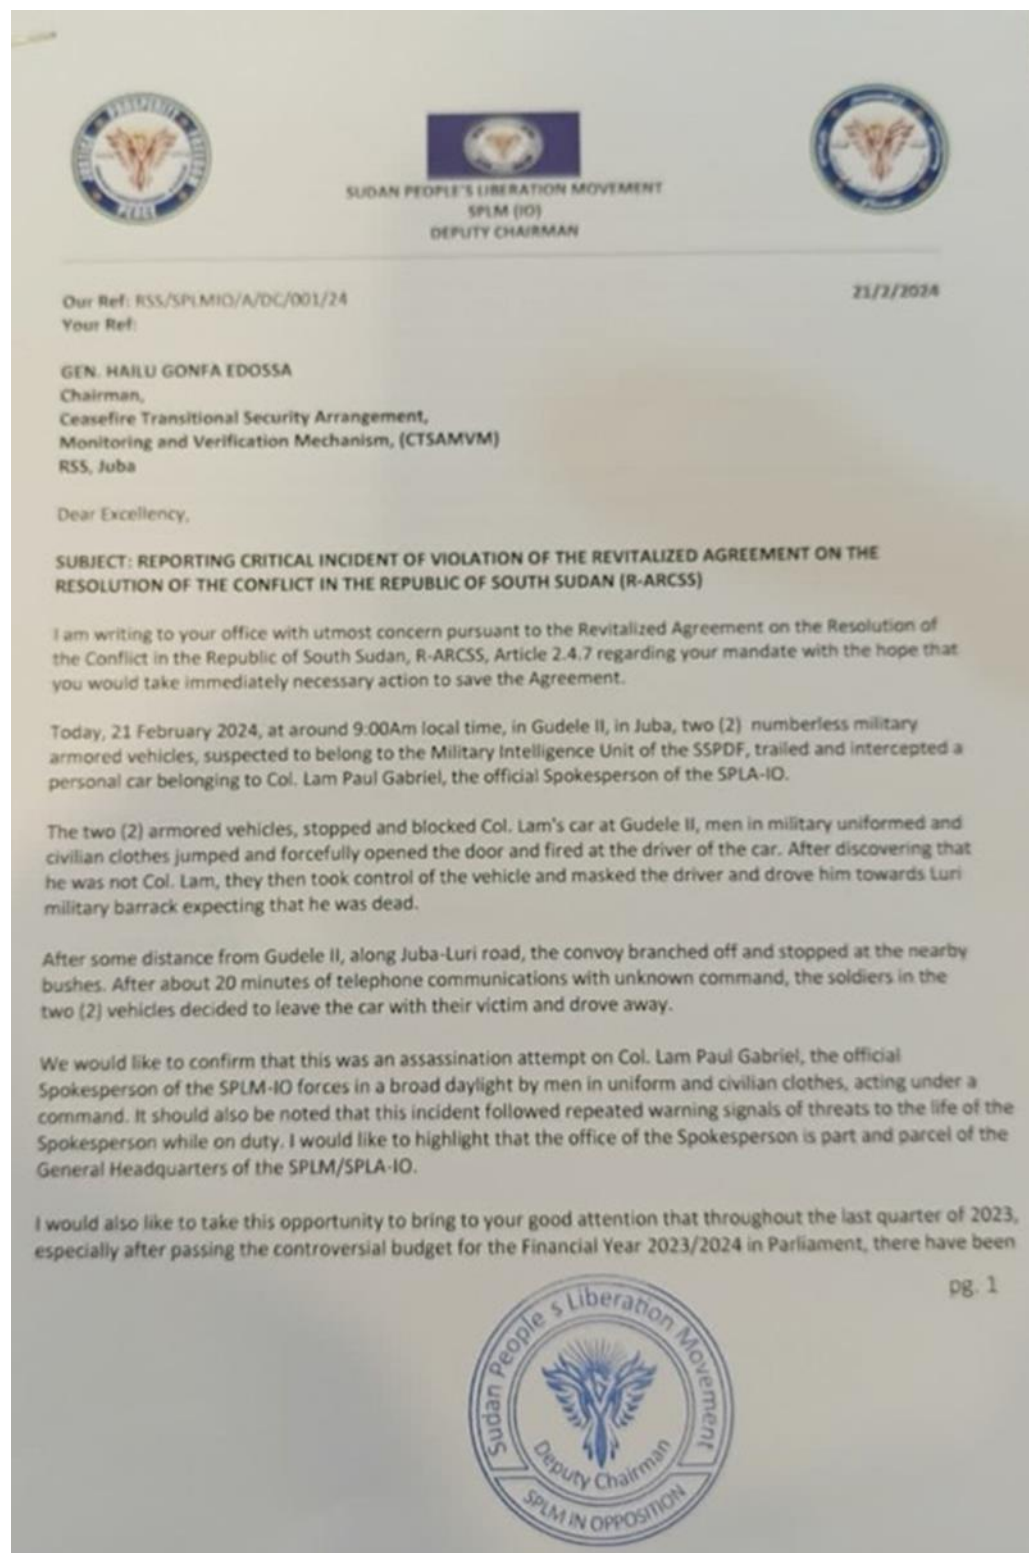 SUDAN PEOPLE'S LIBERATION MOVEMENT
SPLM (IO)
DEPUTY CHAIRMAN
Our Ref: RSS/SPLMIO/A/DC/001/24
21/2/2024
Your Ref:
GEN. HAILU GONFA EDOSSA
Chairman,
Ceasefire Transitional Security Arrangement,
Monitoring and Verification Mechanism, (CTSAMVM)
RSS, Juba
Dear Excellency,
SUBJECT: REPORTING CRITICAL INCIDENT OF VIOLATION OF THE REVITALIZED AGREEMENT ON THE
RESOLUTION OF THE CONFLICT IN THE REPUBLIC OF SOUTH SUDAN (R-ARCSS)
I am writing to your office with utmost concern pursuant to the Revitalized Agreement on the Resolution of
the Conflict in the Republic of South Sudan, R-ARCSS, Article 2.4.7 regarding your mandate with the hope that
you would take immediately necessary action to save the Agreement.
Today, 21 February 2024, at around 9:00Am local time, in Gudele II, in Juba, two (2) numberless military
armored vehicles, suspected to belong to the Military Intelligence Unit of the SSPDF, trailed and intercepted a
personal car belonging to Col. Lam Paul Gabriel, the official Spokesperson of the SPLA-IO.
The two (2) armored vehicles, stopped and blocked Col. Lam's car at Gudele II, men in military uniformed and
civilian clothes jumped and forcefully opened the door and fired at the driver of the car. After discovering that
he was not Col. Lam, they then took control of the vehicle and masked the driver and drove him towards Luri
military barrack expecting that he was dead.
After some distance from Gudele II, along Juba-Luri road, the convoy branched off and stopped at the nearby
bushes. After about 20 minutes of telephone communications with unknown command, the soldiers in the
two (2) vehicles decided to leave the car with their victim and drove away.
We would like to confirm that this was an assassination attempt on Col. Lam Paul Gabriel, the official
Spokesperson of the SPLM-IO forces in a broad daylight by men in uniform and civilian clothes, acting under a
command. It should also be noted that this incident followed repeated warning signals of threats to the life of the
Spokesperson while on duty. I would like to highlight that the office of the Spokesperson is part and parcel of the
General Headquarters of the SPLM/SPLA-IO.
I would also like to take this opportunity to bring to your good attention that throughout the last quarter of 2023,
especially after passing the controversial budget for the Financial Year 2023/2024 in Parliament, there have been
pg. 1
Sudan People s Liberation Movement
Deputy Chairman
SPLM IN OPPOSITION